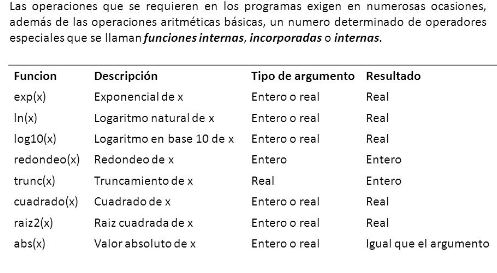 Las operaciones que se requieren en los programas exigen en numerosas ocasiones,
además de las operaciones aritméticas básicas, un numero determinado de operadores
especiales que se llaman funciones internas, incorporadas o internas.
Funcion Descripción Tipo de argumento Resultado
exp(x) Exponencial de x Entero o real Real
ln(x) Logaritmo natural de x Entero o real Real
log10(x) Logaritmo en base 10 de x Entero o real Real
redondeo(x) Redondeo de x Entero Entero
trunc(x) Truncamiento de x Real Entero
cuadrado(x) Cuadrado de x Entero o real Real
raiz2(x) Raiz cuadrada de x Entero o real Real
abs(x) Valor absoluto de x Entero o real Igual que el argumento